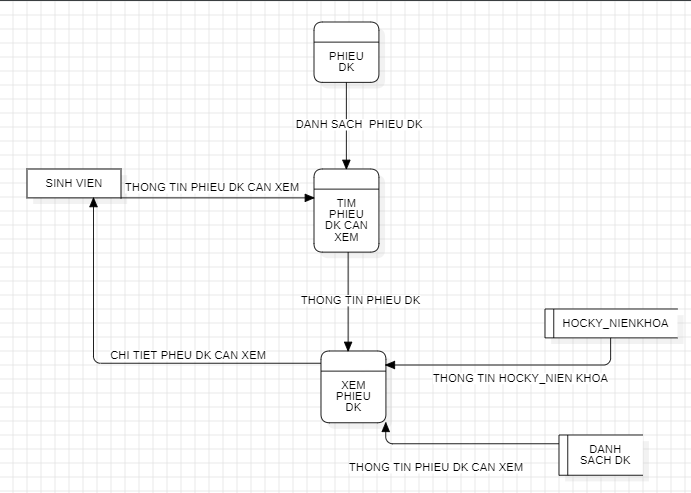 PHIEU
DK
DANH SACH  PHIEU DK
SINH VIEN
THONG TIN PHIEU DK CAN XEM
TIM
PHIEU
DK CAN
XEM
THONG TIN PHIEU DK
HOCKY_NIENKHOA
CHI TIET PHEU DK CAN XEM
THONG TIN HOCKY_NIEN KHOA
XEM
PHIEU
DK
DANH
SACH DK
THONG TIN PHIEU DK CAN XEM